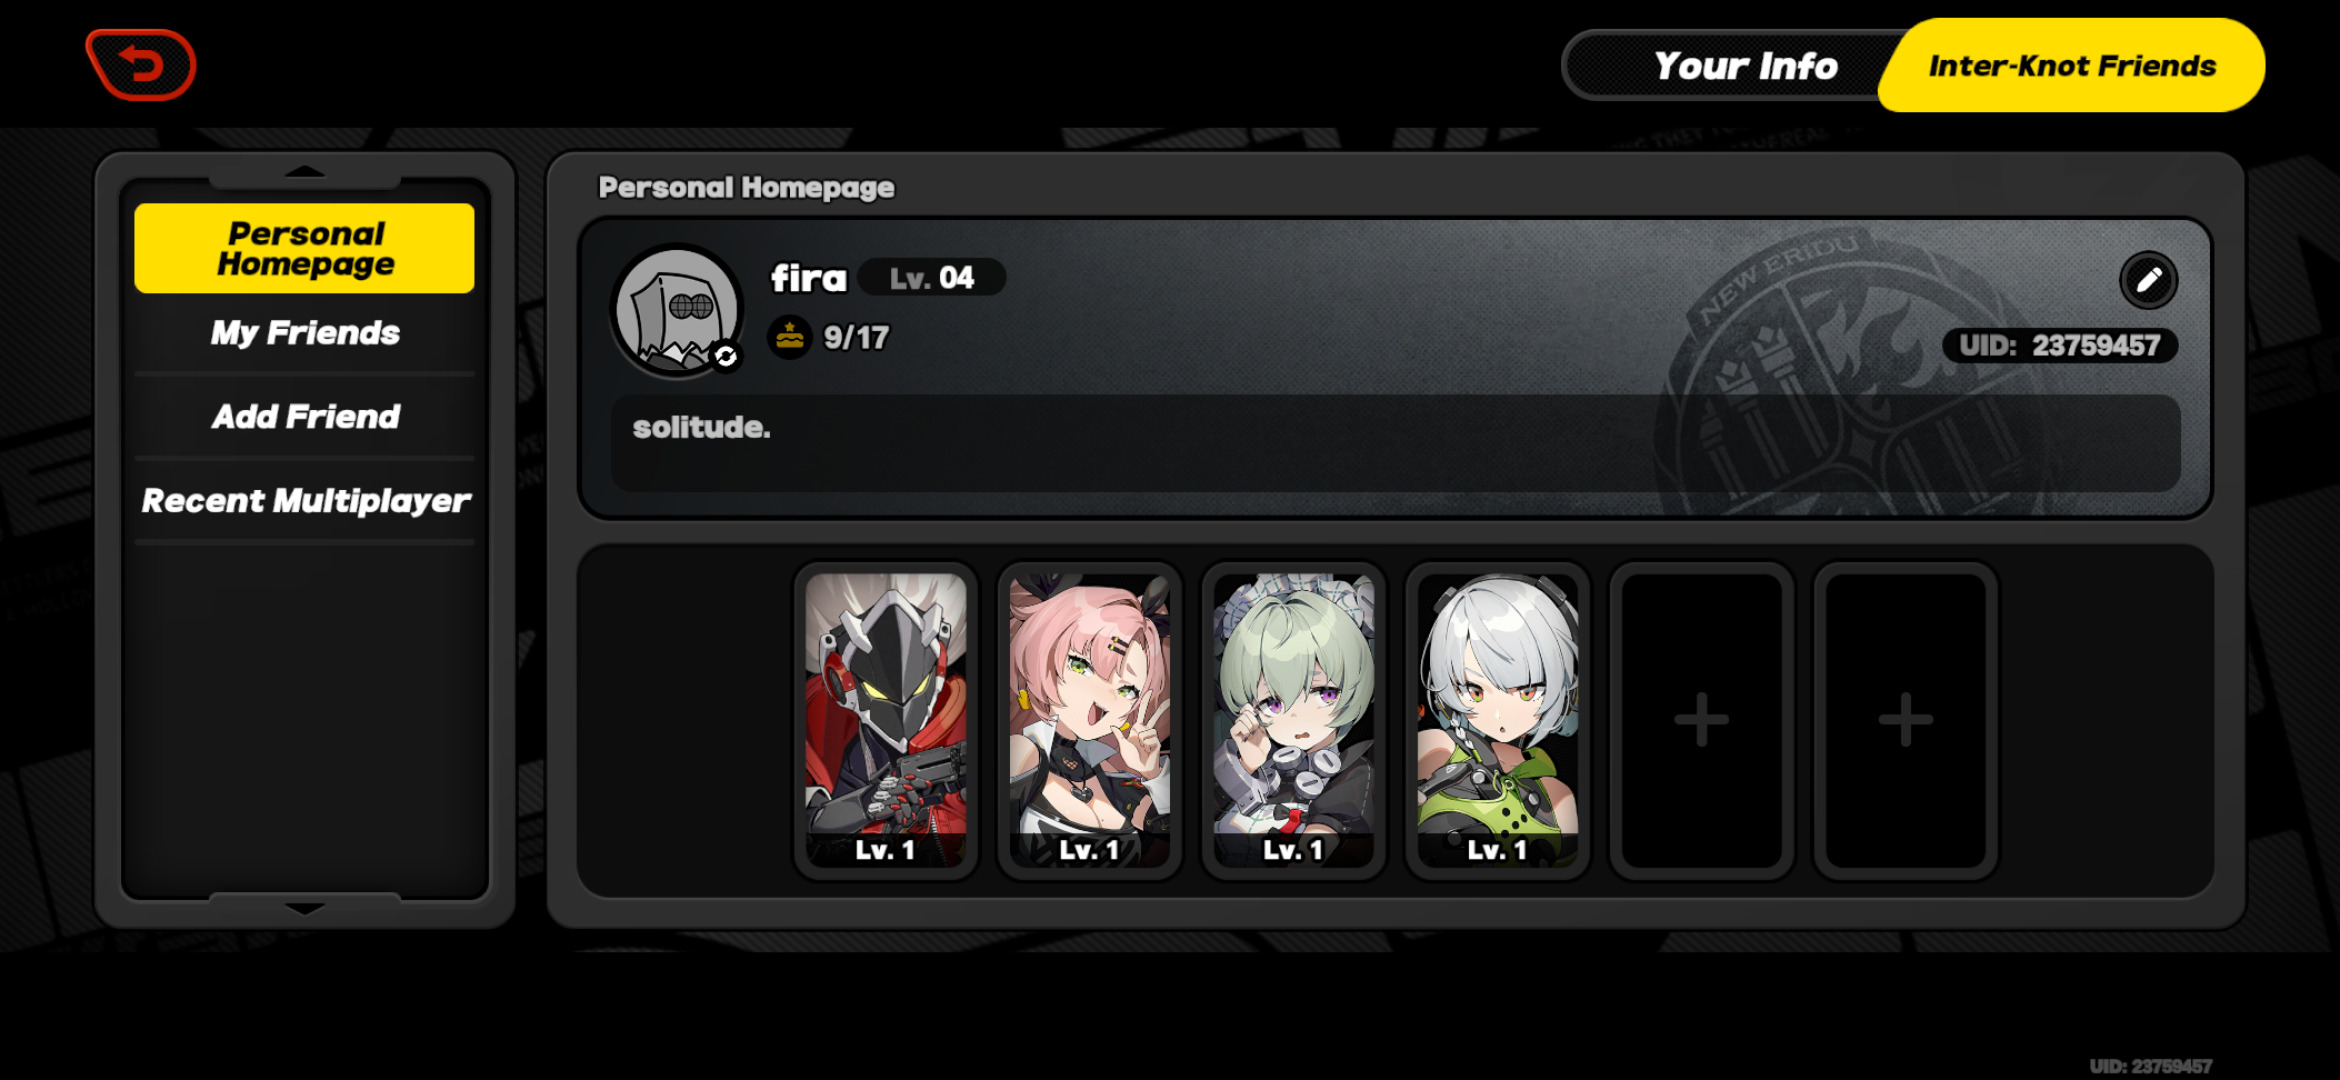 Your Info
Inter-Knot Friends
Personal
Homepage
My Friends
Add Friend
Recent Multiplayer
Personal Homepage
fira
Lv. 04
9/17
NEW ERIDU
UID: 23759457
solitude.
Lv. 1
Lv. 1
Lv. 1
Lv. 1
UID: 23759457